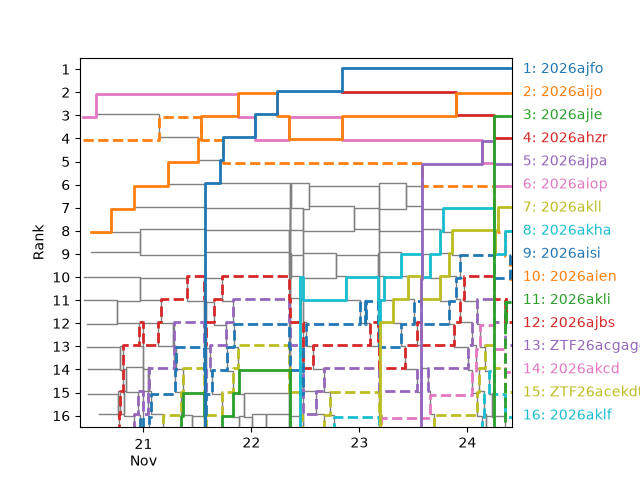 1
2
3
4
5
6
7
8
9
10
11
12
13
14
15
16
Rank
21
22
23
24
Nov
1: 2026ajfo
2: 2026aijo
3: 2026ajie
4: 2026ahzr
5: 2026ajpa
6: 2026aiop
7: 2026akll
8: 2026akha
9: 2026aisi
10: 2026aien
11: 2026akli
12: 2026ajbs
13: ZTF26acgag
14: 2026akcd
15: ZTF26acekd
16: 2026aklf